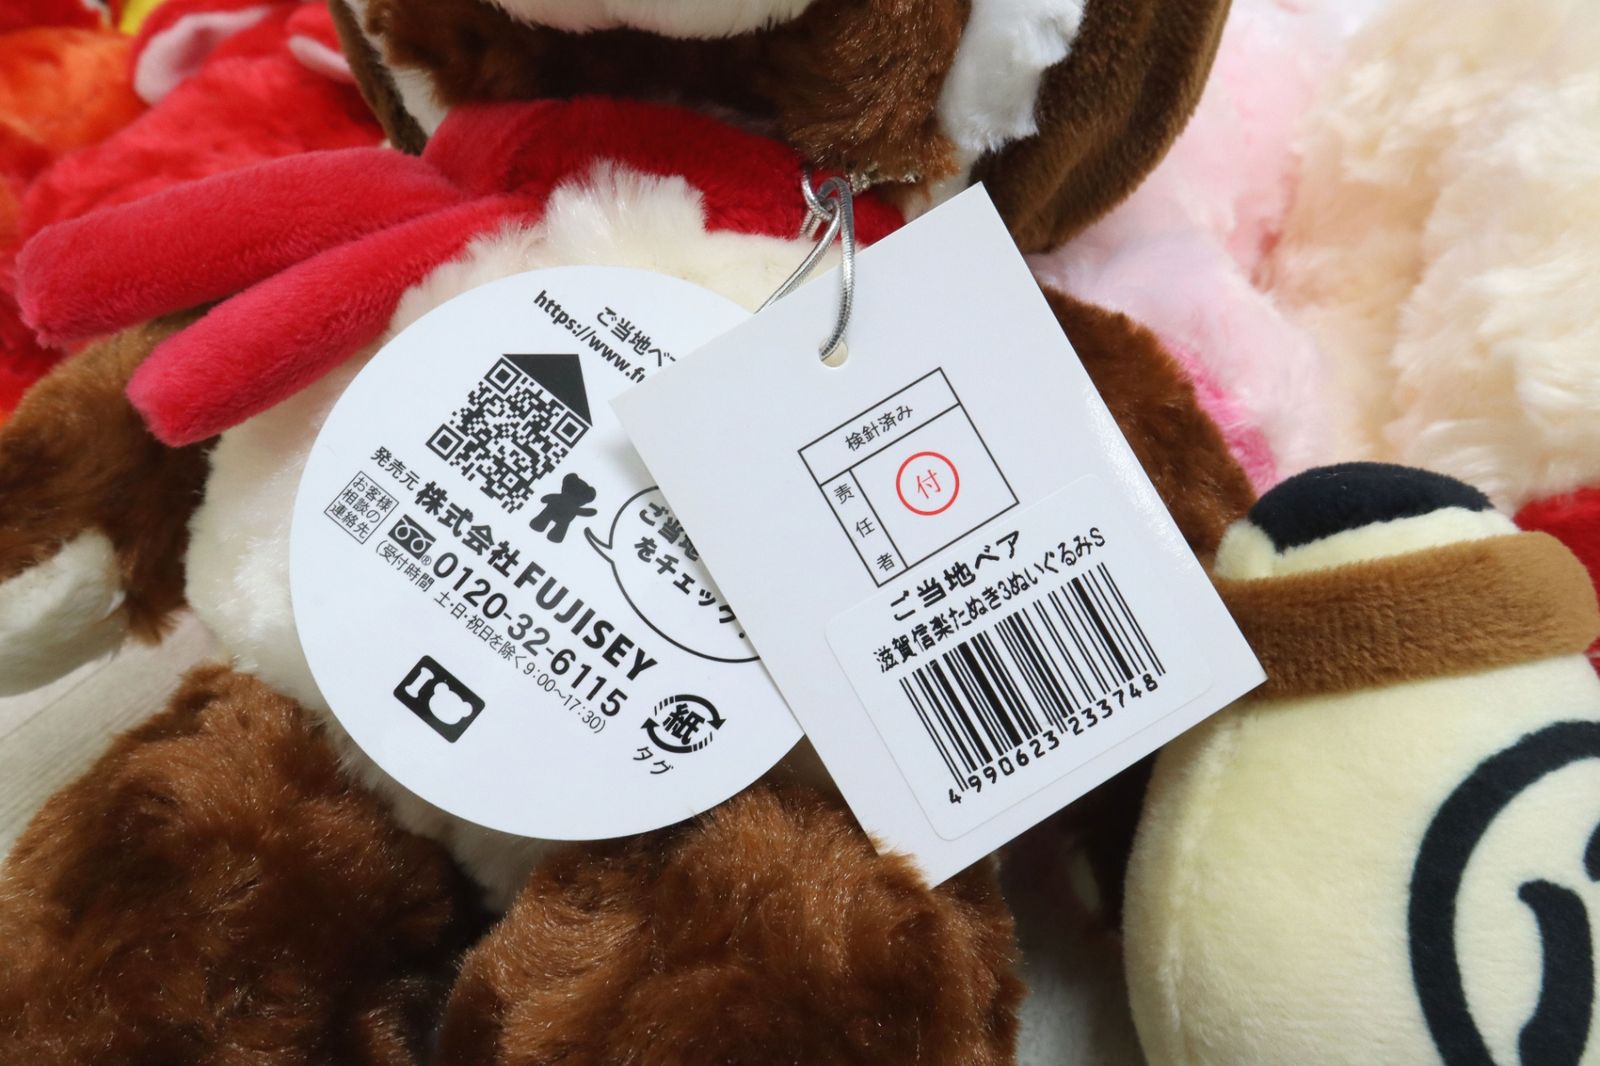 ご当地ベア
https://www.fu
発売元 株式会社FUJISEY
お客様
相談の
連絡先
0120-32-6115
(受付時間 土・日・祝日を除く9:00〜17:30)
ご当地
をチェック!
紙
タグ
検針済み
責任者
付
ご当地ベア
滋賀信楽たぬき3ぬいぐるみS
4990623233748